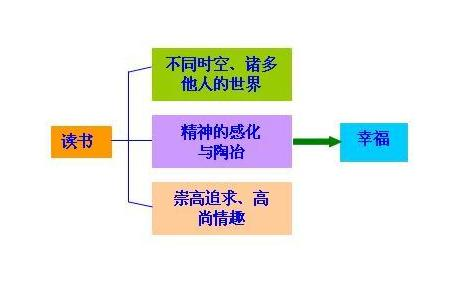 读书
不同时空、诸多
他人的世界
精神的感化
与陶冶
崇高追求、高
尚情趣
幸福